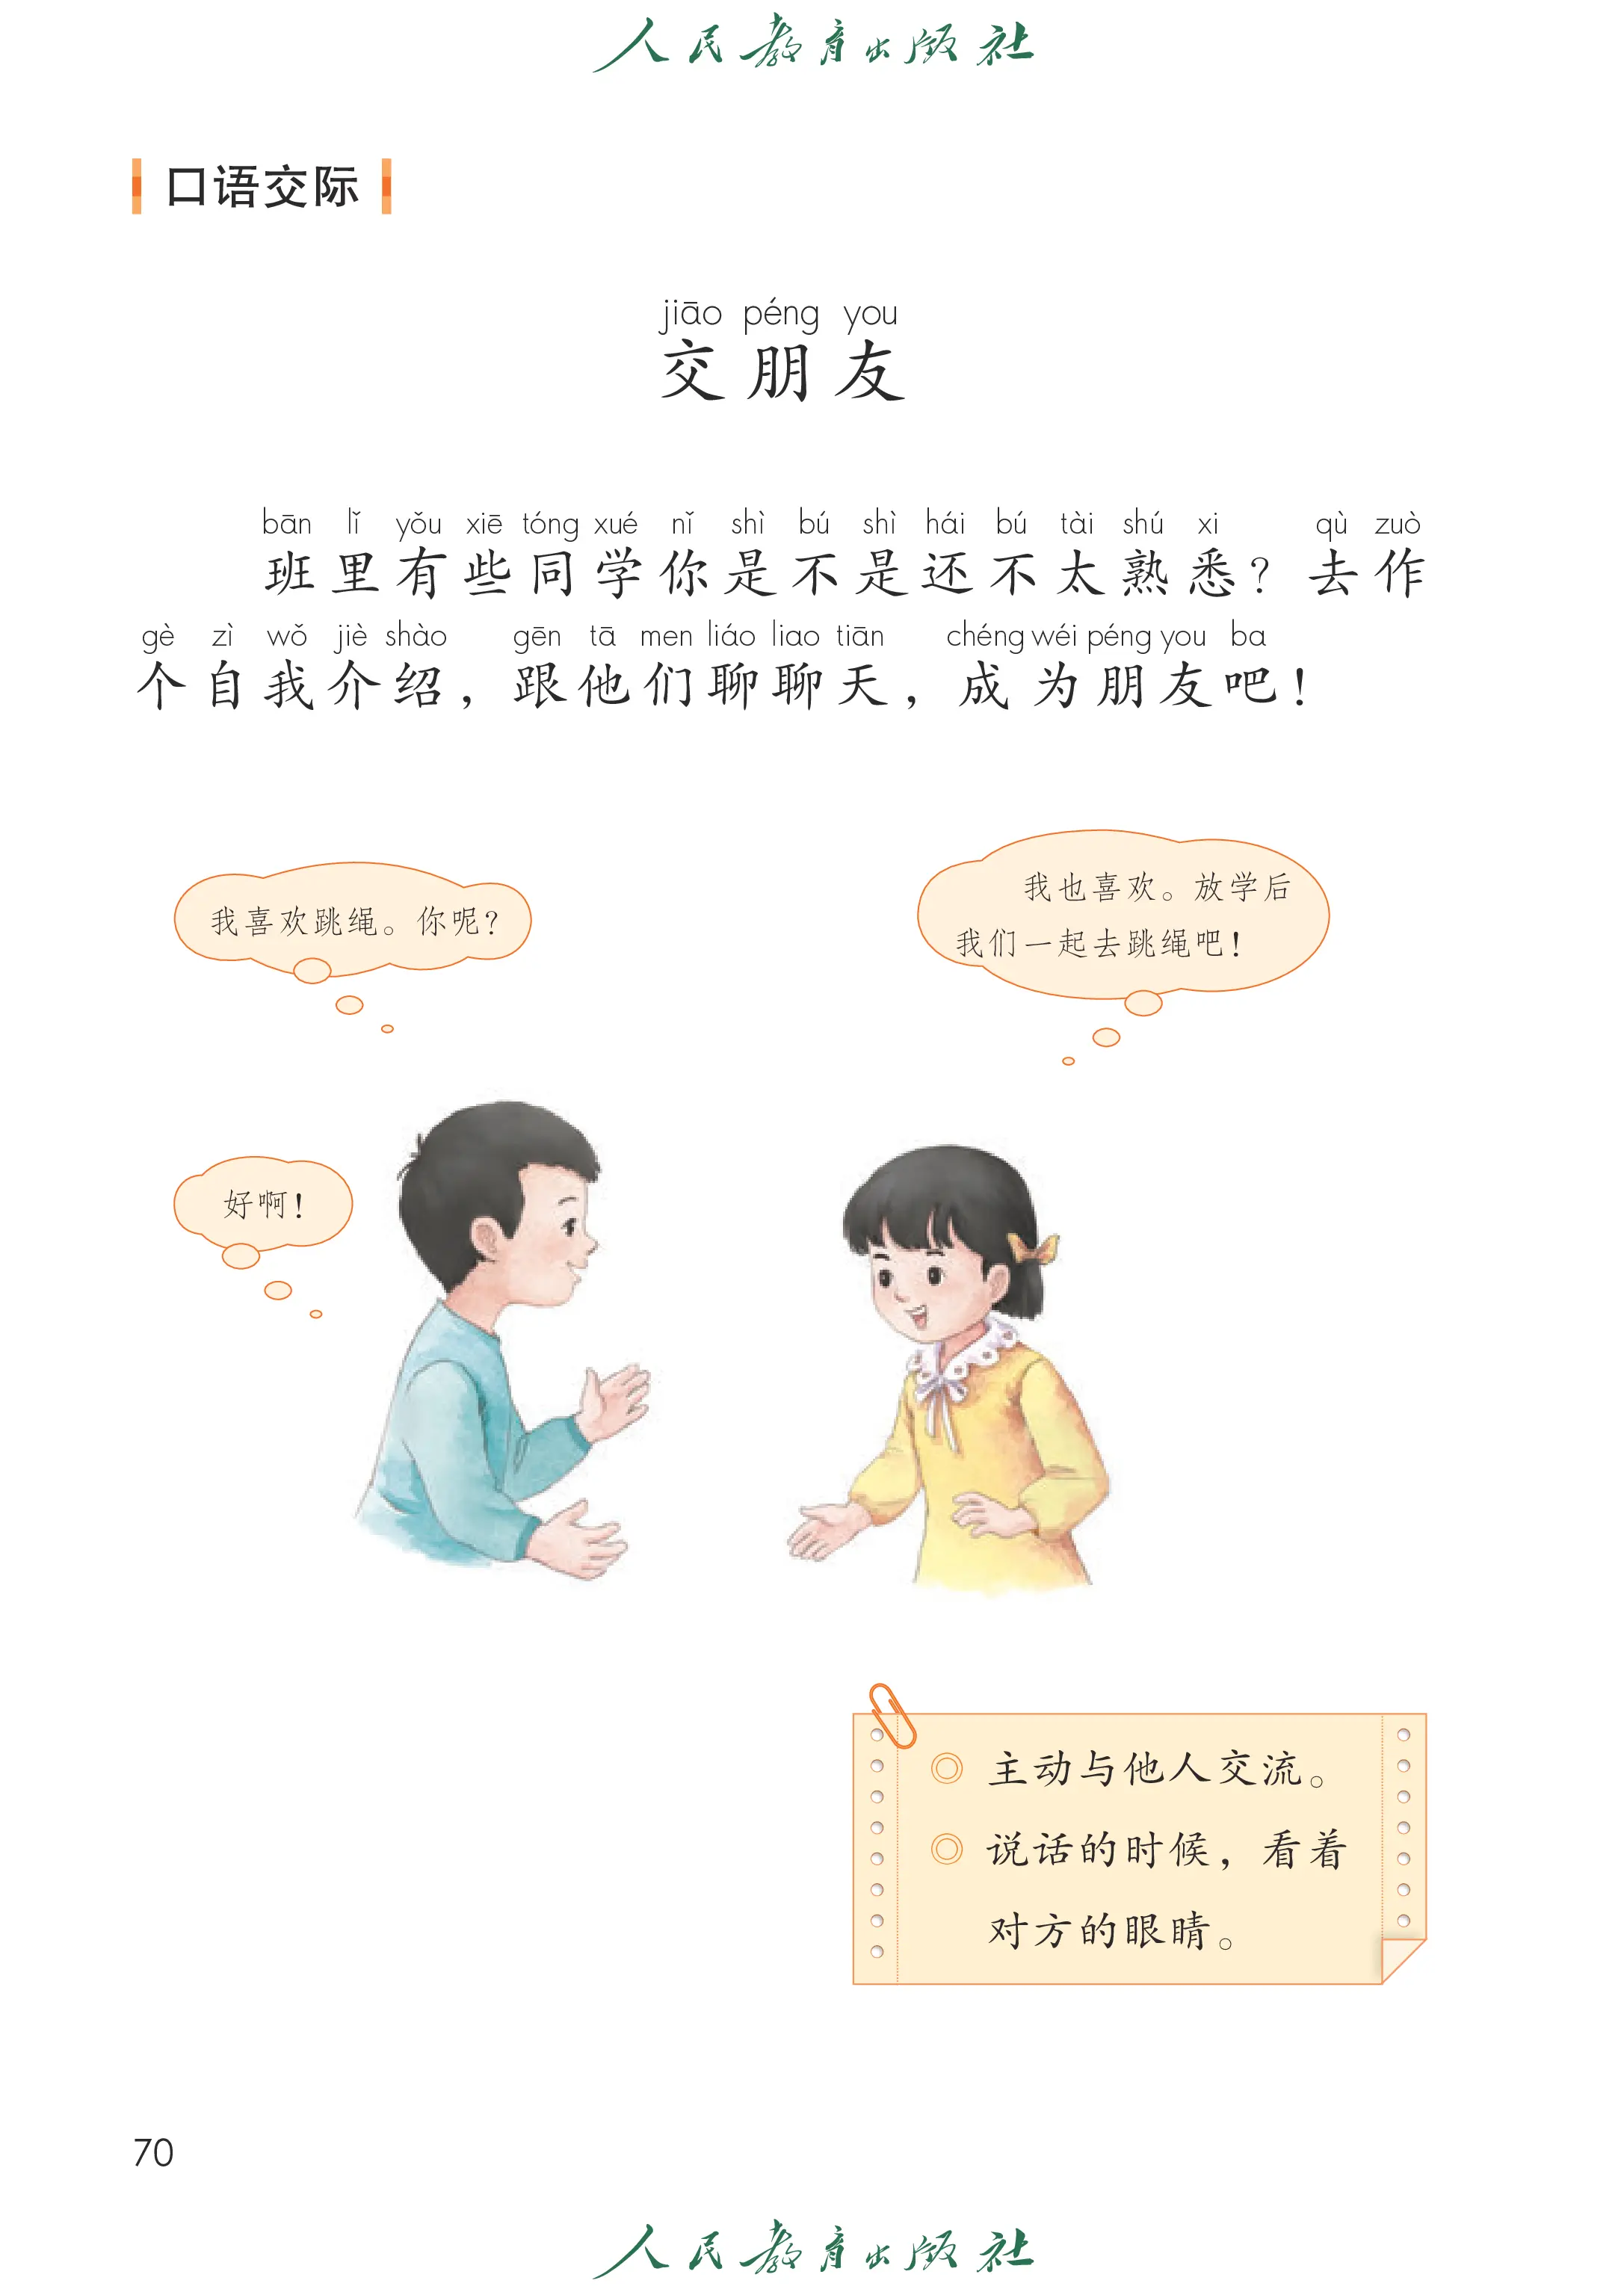 人民教育出版社
口语交际
jiāo péng you
交朋友
bān lǐ yǒu xiē tóng xué nǐ shì bú shì hái bú tài shú xi qù zuò
班里有些同学你是不是还不太熟悉？去作
gè zì wǒ jiè shào gēn tā men liáo liao tiān chéng wéi péng you ba
个自我介绍，跟他们聊聊天，成为朋友吧！
我喜欢跳绳。你呢？
我也喜欢。放学后
我们一起去跳绳吧！
好啊！
主动与他人交流。
说话的时候，看着
对方的眼睛。
70
人民教育出版社